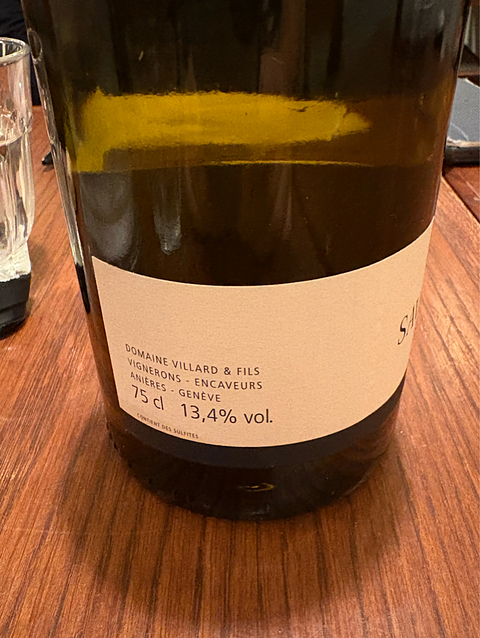 DOMAINE VILLARD & FILS
VIGNERONS - ENCAVEURS
ANIÈRES - GENÈVE
75 cl 13,4% vol.
CONTIENT DES SULFITES